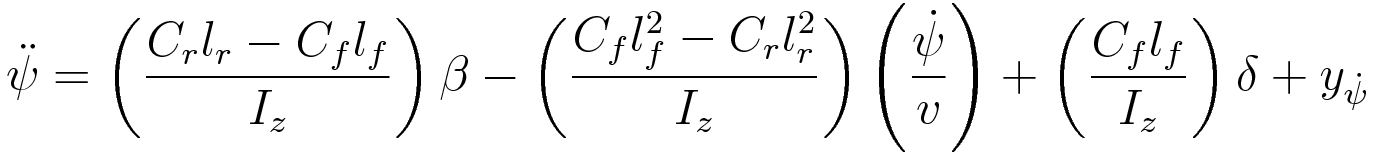 \ddot{\psi} = \left( \frac{C_r l_r - C_f l_f}{I_z} \right) \beta - \left( \frac{C_f l_f^2 - C_r l_r^2}{I_z} \right) \left( \frac{\dot{\psi}}{v} \right) + \left( \frac{C_f l_f}{I_z} \right) \delta + y_{\dot{\psi}}